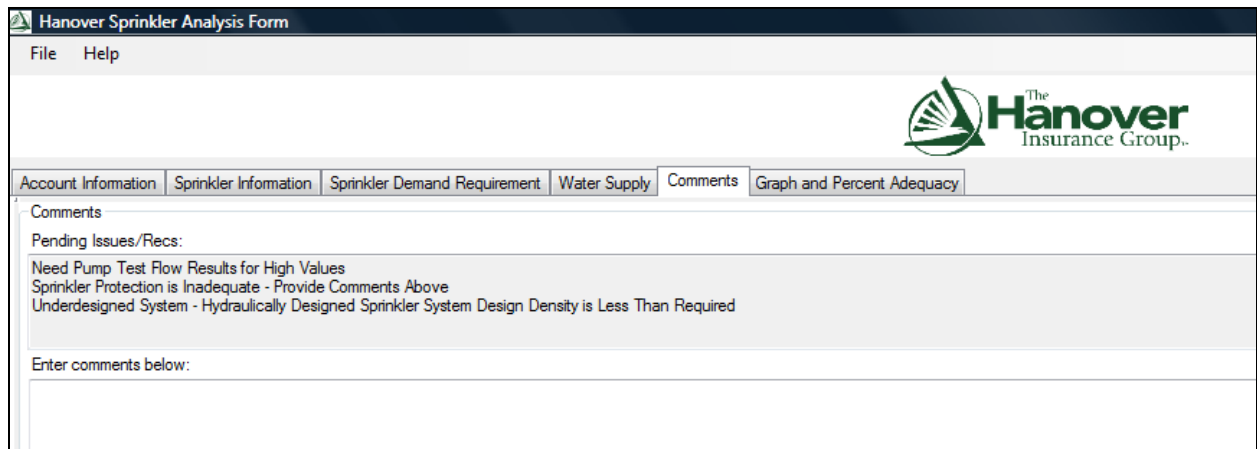 Hanover Sprinkler Analysis Form
File Help
The
Hanover
Insurance Group™
Account Information Sprinkler Information Sprinkler Demand Requirement Water Supply Comments Graph and Percent Adequacy
Comments
Pending Issues/Recs:
Need Pump Test Flow Results for High Values
Sprinkler Protection is Inadequate - Provide Comments Above
Underdesigned System - Hydraulically Designed Sprinkler System Design Density is Less Than Required
Enter comments below: